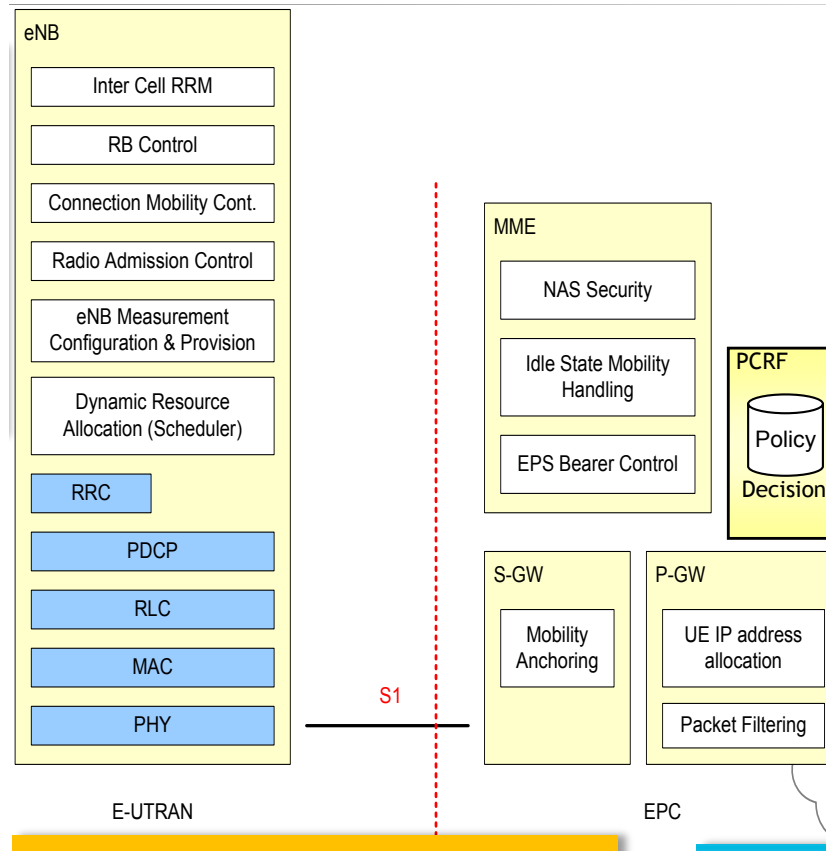 eNB
Inter Cell RRM
RB Control
Connection Mobility Cont.
Radio Admission Control
eNB Measurement
Configuration & Provision
Dynamic Resource
Allocation (Scheduler)
RRC
PDCP
RLC
MAC
PHY
S1
MME
NAS Security
Idle State Mobility
Handling
EPS Bearer Control
PCRF
Policy
Decision
S-GW
Mobility
Anchoring
P-GW
UE IP address
allocation
Packet Filtering
E-UTRAN
EPC